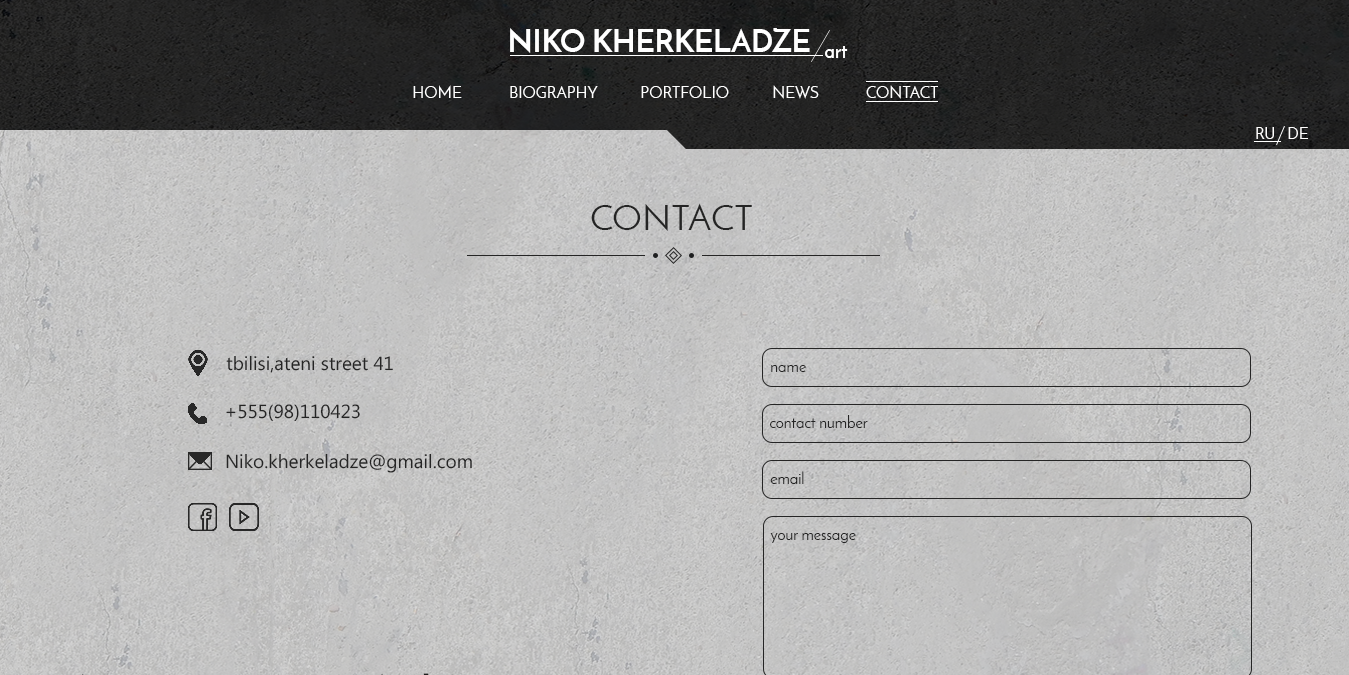 NIKO KHERKELADZE/art
HOME BIOGRAPHY PORTFOLIO NEWS CONTACT
RU/DE
CONTACT
tbilisi,ateni street 41
+555(98)110423
Niko.kherkeladze@gmail.com
name
contact number
email
your message